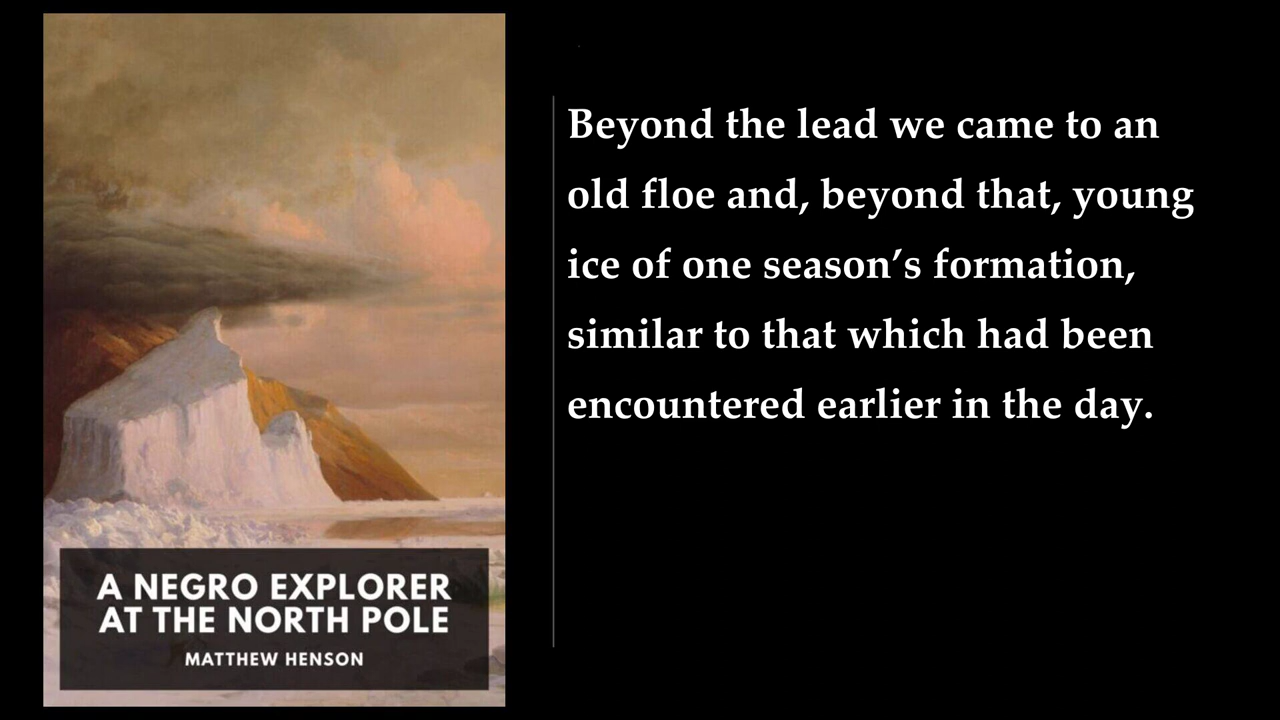 Beyond the lead we came to an
old floe and, beyond that, young
ice of one season’s formation,
similar to that which had been
encountered earlier in the day.
A NEGRO EXPLORER
AT THE NORTH POLE
MATTHEW HENSON